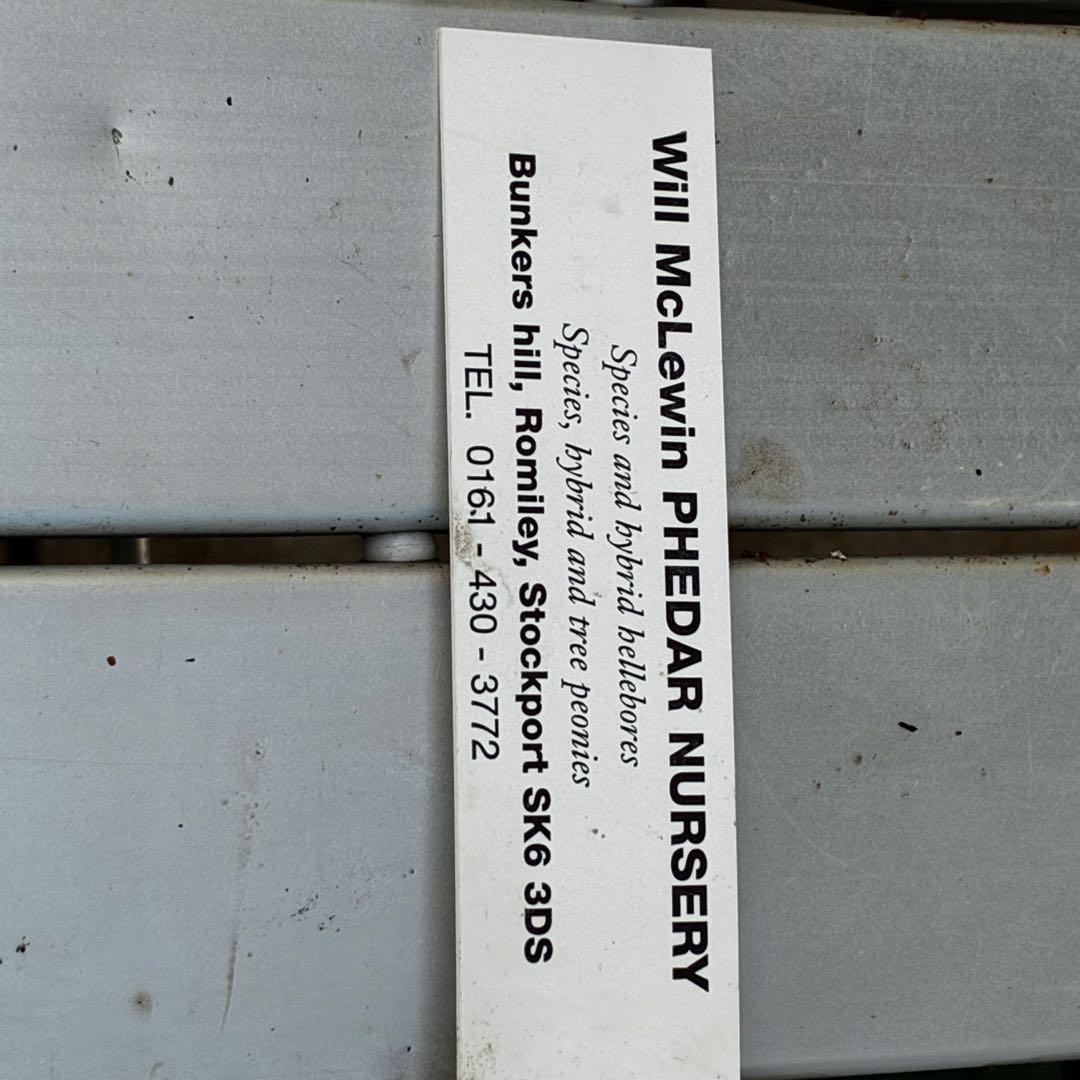 Will McLewin PHEDAR NURSERY
Species and hybrid hellebores
Species, hybrid and tree peonies
Bunkers hill, Romiley, Stockport SK6 3DS
TEL. 0161 - 430 - 3772